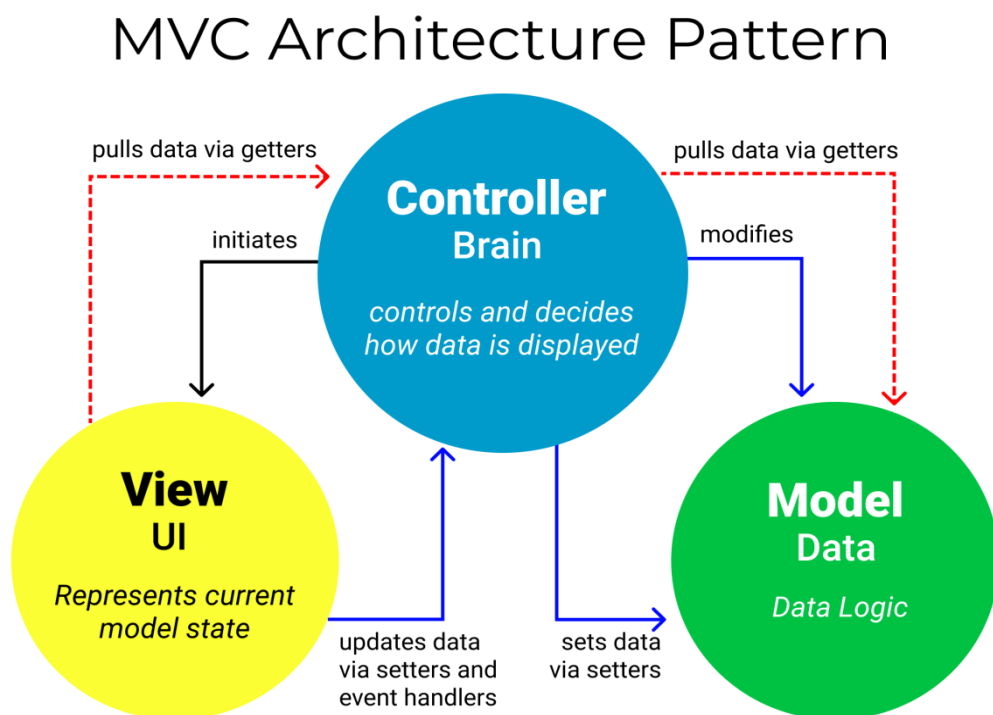 MVC Architecture Pattern
pulls data via getters
pulls data via getters
Controller
Brain
initiates
modifies
controls and decides
how data is displayed
View
UI
Represents current
model state
Model
Data
Data Logic
updates data
via setters and
event handlers
sets data
via setters